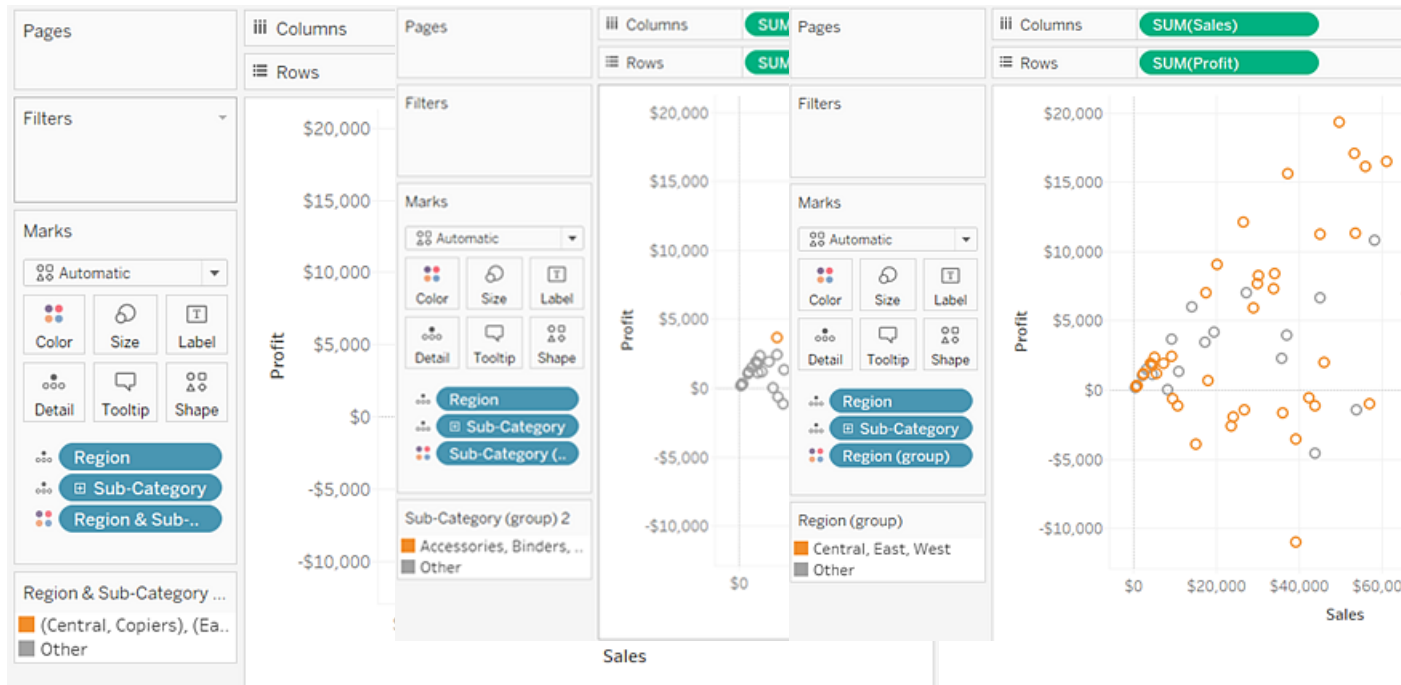 Pages
Columns
Rows
Filters
$20,000
$15,000
$10,000
$5,000
$0
-$5,000
-$10,000
Profit
Marks
Automatic
Color
Size
Label
Detail
Tooltip
Shape
Region
Sub-Category
Region & Sub-..
Region & Sub-Category ...
(Central, Copiers), (Ea..
Other
Sales
Pages
Columns
SUM
Rows
SUM
Filters
$20,000
$15,000
$10,000
$5,000
$0
-$5,000
-$10,000
Profit
$0
Marks
Automatic
Color
Size
Label
Detail
Tooltip
Shape
Region
Sub-Category
Sub-Category (..
Sub-Category (group) 2
Accessories, Binders, ..
Other
Pages
Columns
SUM(Sales)
Rows
SUM(Profit)
Filters
$20,000
$15,000
$10,000
$5,000
$0
-$5,000
-$10,000
Profit
$0
$20,000
$40,000
Sales
Marks
Automatic
Color
Size
Label
Detail
Tooltip
Shape
Region
Sub-Category
Region (group)
Region (group)
Central, East, West
Other